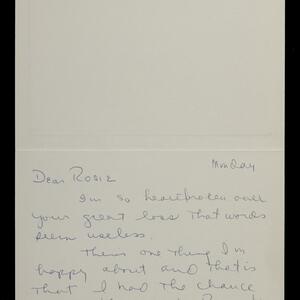 Monday
Dear Rosie
I'm so heartbroken over
your great loss that words
seem useless.
Theres one thing I'm
happy about and that is
that I had the chance